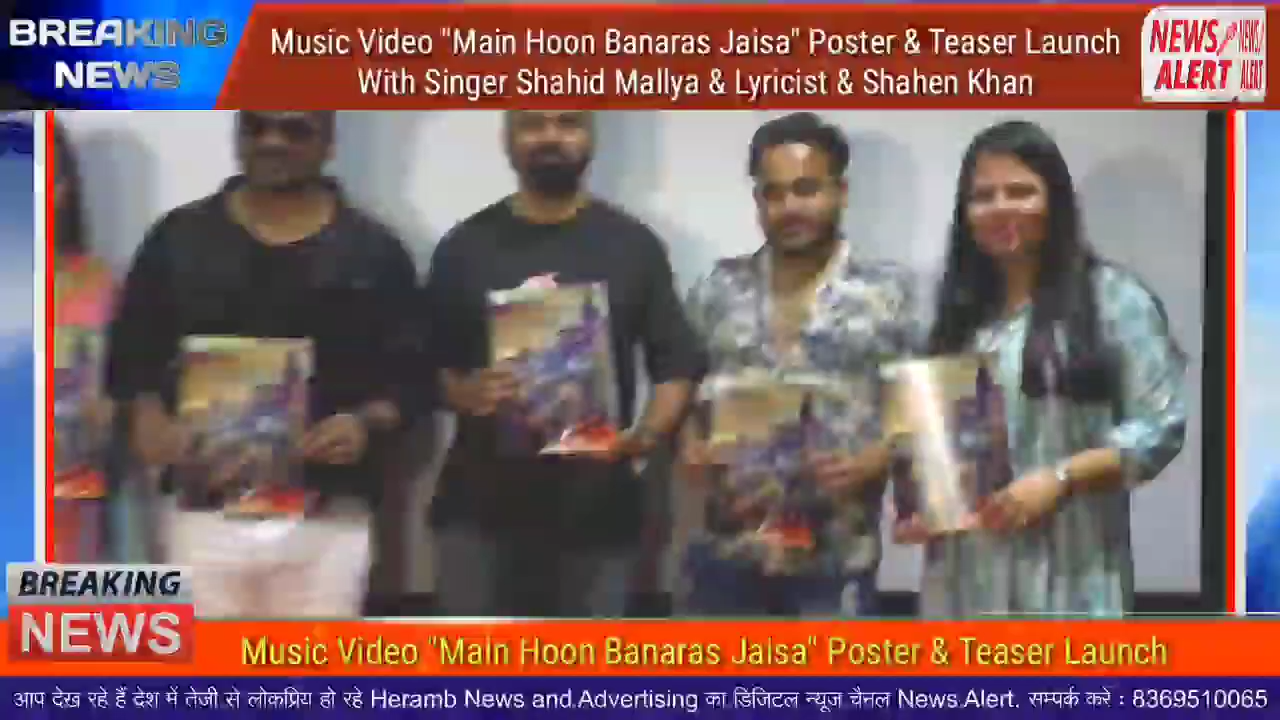 BREAKING
NEWS
Music Video "Main Hoon Banaras Jaisa" Poster & Teaser Launch
With Singer Shahid Mallya & Lyricist & Shahen Khan
NEWS
ALERT
NEWS
ALERT
BREAKING
NEWS
Music Video "Main Hoon Banaras Jaisa" Poster & Teaser Launch
आप देख रहे हैं देश में तेजी से लोकप्रिय हो रहे Heramb News and Advertising का डिजिटल न्यूज चैनल News Alert. सम्पर्क करें : 8369510065